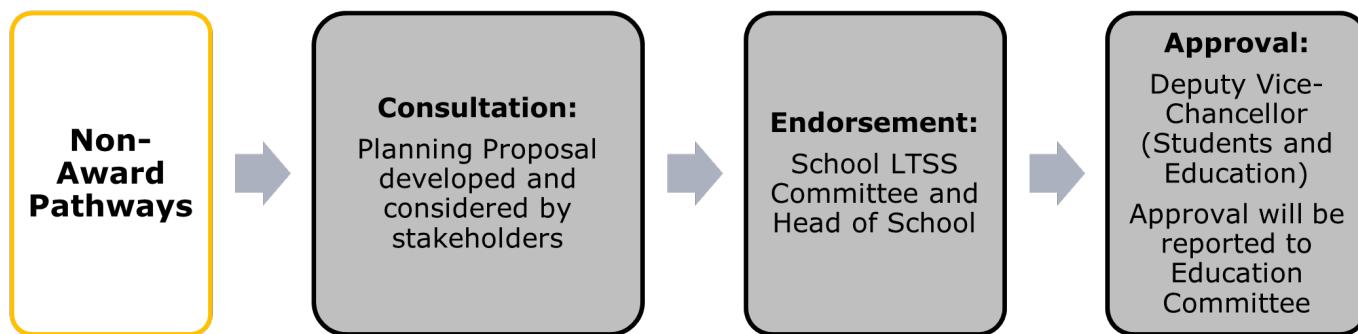 Non-
Award
Pathways
Consultation:
Planning Proposal
developed and
considered by
stakeholders
Endorsement:
School LTSS
Committee and
Head of School
Approval:
Deputy Vice-
Chancellor
(Students and
Education)
Approval will be
reported to
Education
Committee